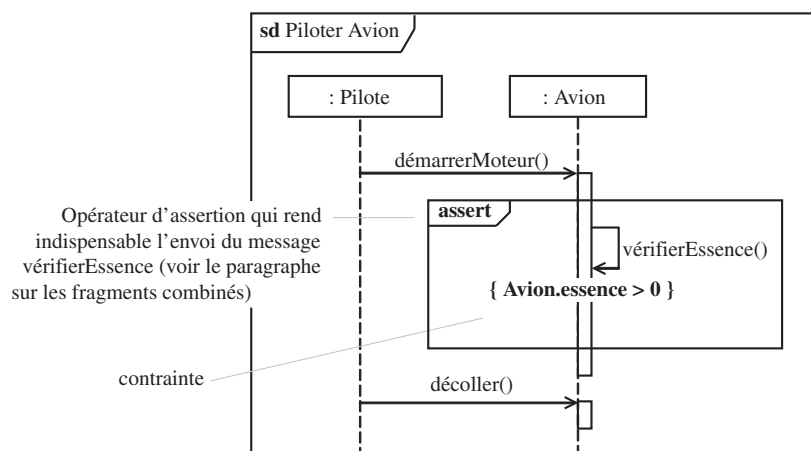 sd Piloter Avion
: Pilote
: Avion
démarrerMoteur()
Opérateur d’assertion qui rend
indispensable l’envoi du message
vérifierEssence (voir le paragraphe
sur les fragments combinés)
assert
vérifierEssence()
{ Avion.essence > 0 }
contrainte
décoller()